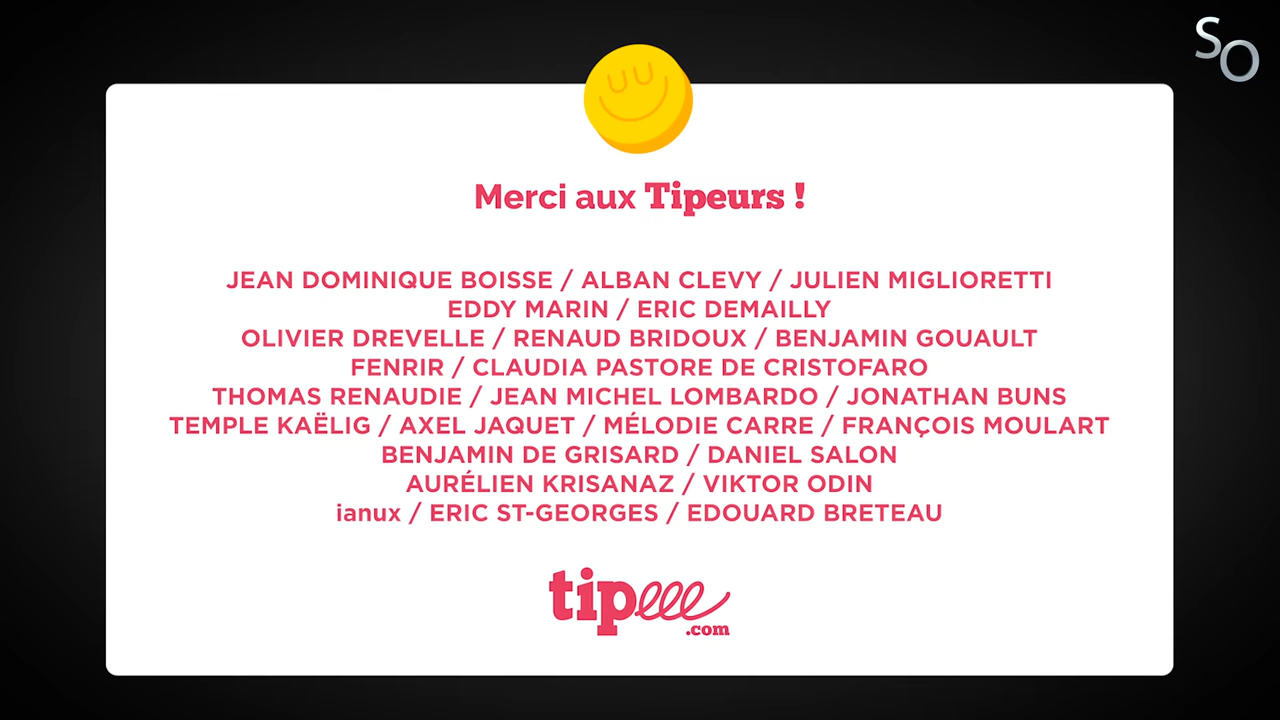 SO
Merci aux Tipeurs !
JEAN DOMINIQUE BOISSE / ALBAN CLEVY / JULIEN MIGLIORETTI
EDDY MARIN / ERIC DEMAILLY
OLIVIER DREVELLE / RENAUD BRIDOUX / BENJAMIN GOUAULT
FENRIR / CLAUDIA PASTORE DE CRISTOFARO
THOMAS RENAUDIE / JEAN MICHEL LOMBARDO / JONATHAN BUNS
TEMPLE KAËLIG / AXEL JAQUET / MÉLODIE CARRE / FRANÇOIS MOULART
BENJAMIN DE GRISARD / DANIEL SALON
AURÉLIEN KRISANAZ / VIKTOR ODIN
ianux / ERIC ST-GEORGES / EDOUARD BRETEAU
tipeee
.com